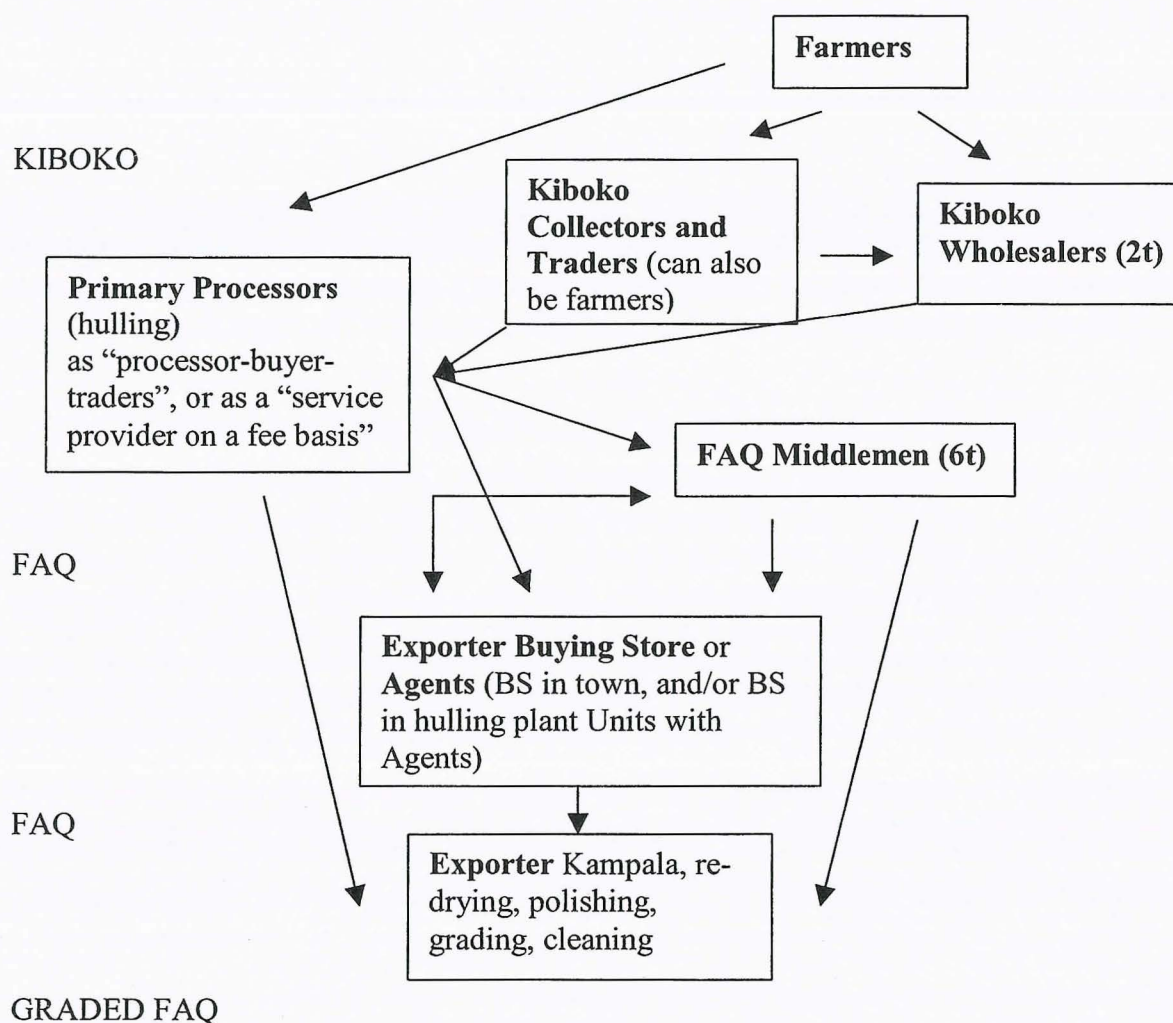 Farmers
KIBOKO
Kiboko
Collectors and
Traders (can also
be farmers)
Kiboko
Wholesalers (2t)
Primary Processors
(hulling)
as “processor-buyer-
traders”, or as a “service
provider on a fee basis”
FAQ Middlemen (6t)
FAQ
Exporter Buying Store or
Agents (BS in town, and/or BS
in hulling plant Units with
Agents)
FAQ
Exporter Kampala, re-
drying, polishing,
grading, cleaning
GRADED FAQ